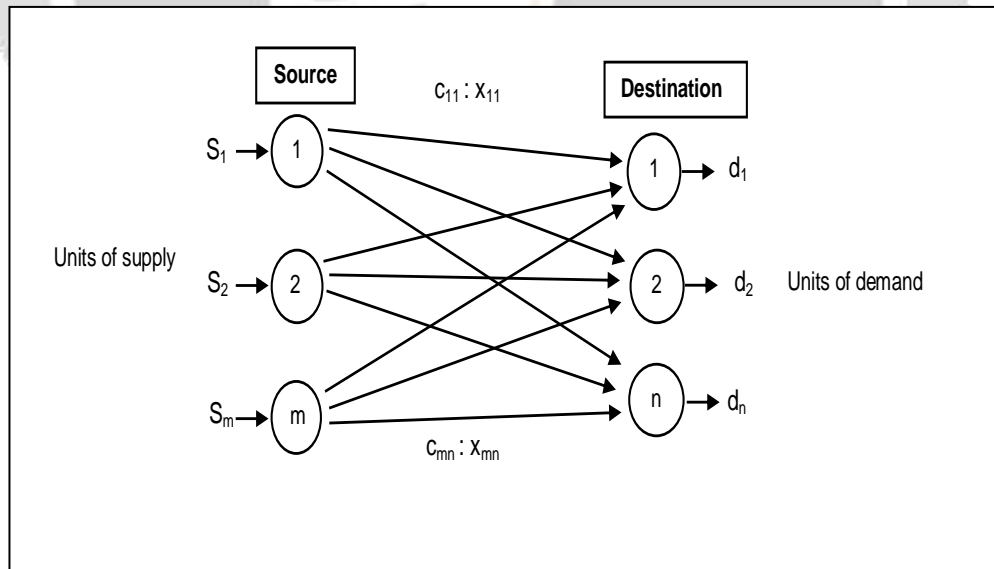 Source
Destination
c11 : x11
S1
1
1
d1
Units of supply
S2
2
2
d2
Units of demand
Sm
m
n
dn
cmn : xmn